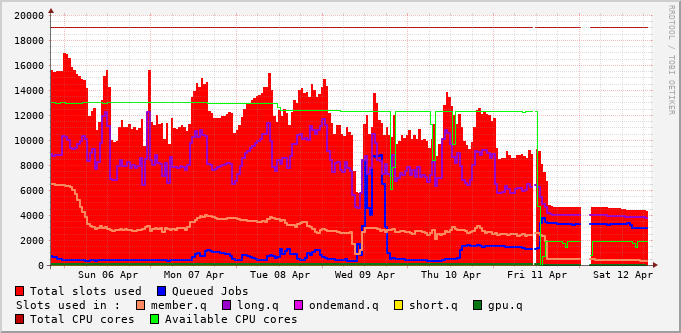 20000
18000
16000
14000
12000
10000
8000
6000
4000
2000
0
Sun 06 Apr Mon 07 Apr Tue 08 Apr Wed 09 Apr Thu 10 Apr Fri 11 Apr Sat 12 Apr
Total slots used Queued Jobs
Slots used in : member.q long.q ondemand.q short.q gpu.q
Total CPU cores Available CPU cores
RRDTOOL / TOBI OETIKER